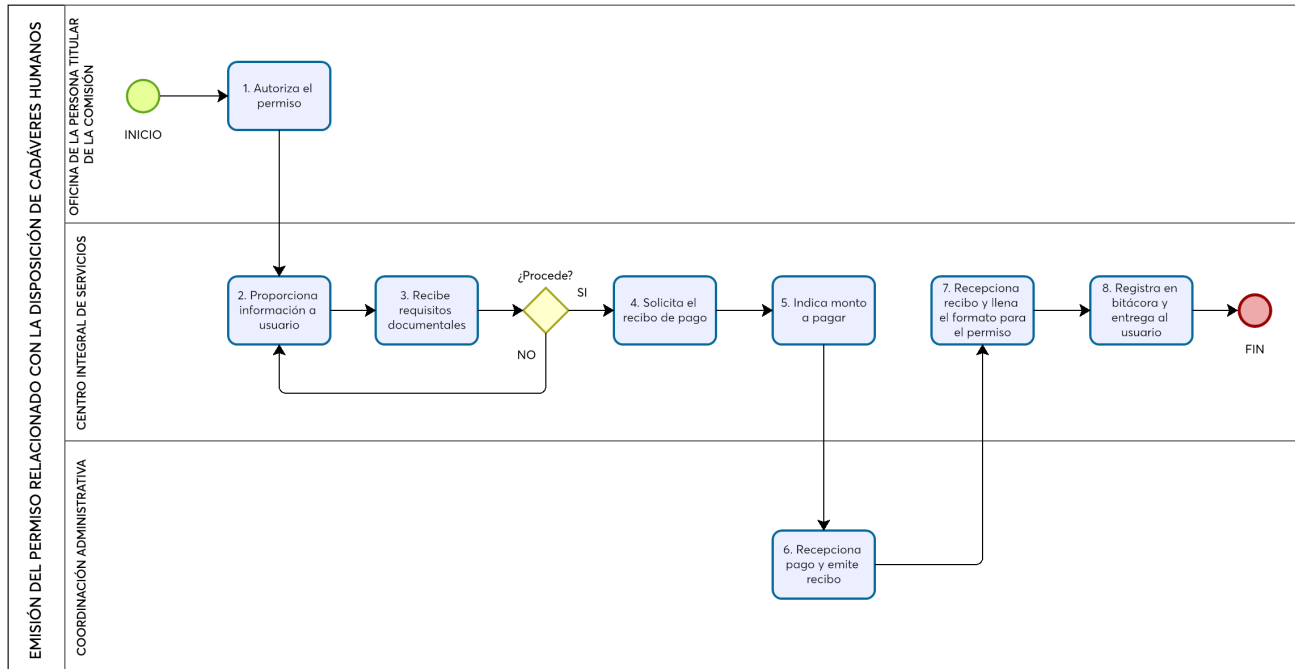 EMISIÓN DEL PERMISO RELACIONADO CON LA DISPOSICIÓN DE CADÁVERES HUMANOS
OFICINA DE LA PERSONA TITULAR
DE LA COMISIÓN
INICIO
1. Autoriza el
permiso
CENTRO INTEGRAL DE SERVICIOS
2. Proporciona
información a
usuario
3. Recibe
requisitos
documentales
¿Procede?
SI
NO
4. Solicita el
recibo de pago
5. Indica monto
a pagar
7. Recepciona
recibo y llena
el formato para
el permiso
8. Registra en
bitácora y
entrega al
usuario
FIN
COORDINACIÓN ADMINISTRATIVA
6. Recepciona
pago y emite
recibo